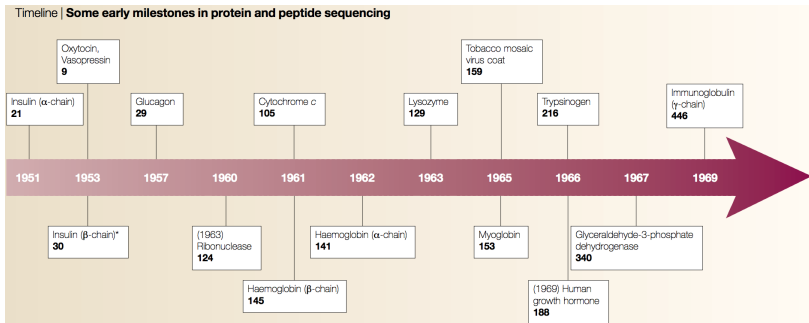 Timeline | Some early milestones in protein and peptide sequencing
Oxytocin,
Vasopressin
9
Tobacco mosaic
virus coat
159
Insulin (α-chain)
21
Glucagon
29
Cytochrome c
105
Lysozyme
129
Trypsinogen
216
Immunoglobulin
(γ-chain)
446
1951 1953 1957 1960 1961 1962 1963 1965 1966 1967 1969
Insulin (β-chain)*
30
(1963)
Ribonuclease
124
Haemoglobin (α-chain)
141
Myoglobin
153
Glyceraldehyde-3-phosphate
dehydrogenase
340
Haemoglobin (β-chain)
145
(1969) Human
growth hormone
188